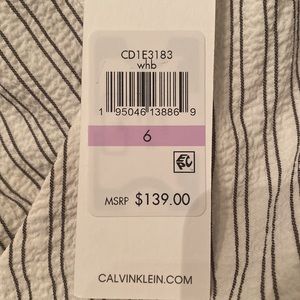 CD1E3183
whb
1 95046 13886 9
6
MSRP $139.00
CALVINKLEIN.COM